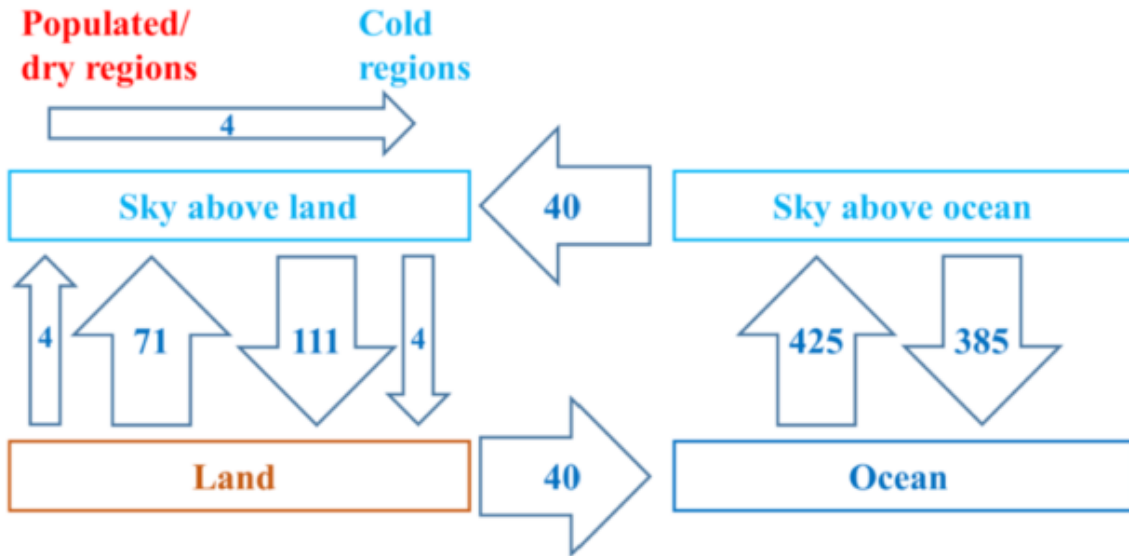 Populated/
dry regions
Cold
regions
4
Sky above land
40
Sky above ocean
4
71
111
4
425
385
Land
40
Ocean